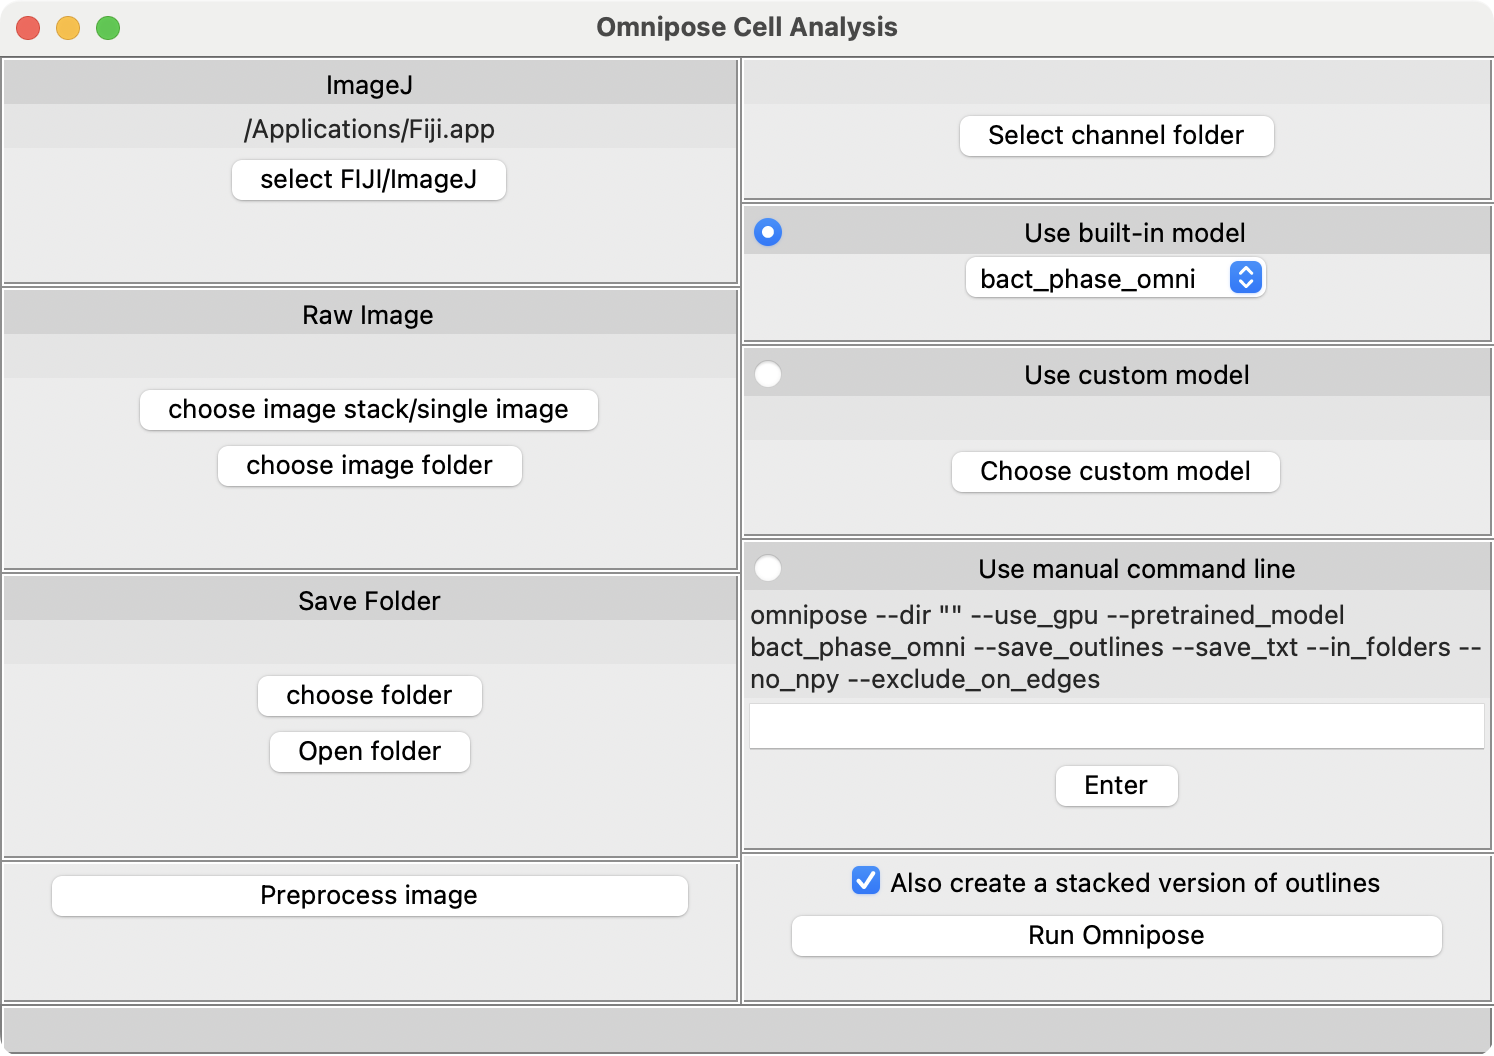 Omnipose Cell Analysis
ImageJ
/Applications/Fiji.app
select FIJI/ImageJ
Raw Image
choose image stack/single image
choose image folder
Save Folder
choose folder
Open folder
Preprocess image
Select channel folder
Use built-in model
bact_phase_omni
Use custom model
Choose custom model
Use manual command line
omnipose --dir "" --use_gpu --pretrained_model
bact_phase_omni --save_outlines --save_txt --in_folders --
no_npy --exclude_on_edges
Enter
Also create a stacked version of outlines
Run Omnipose